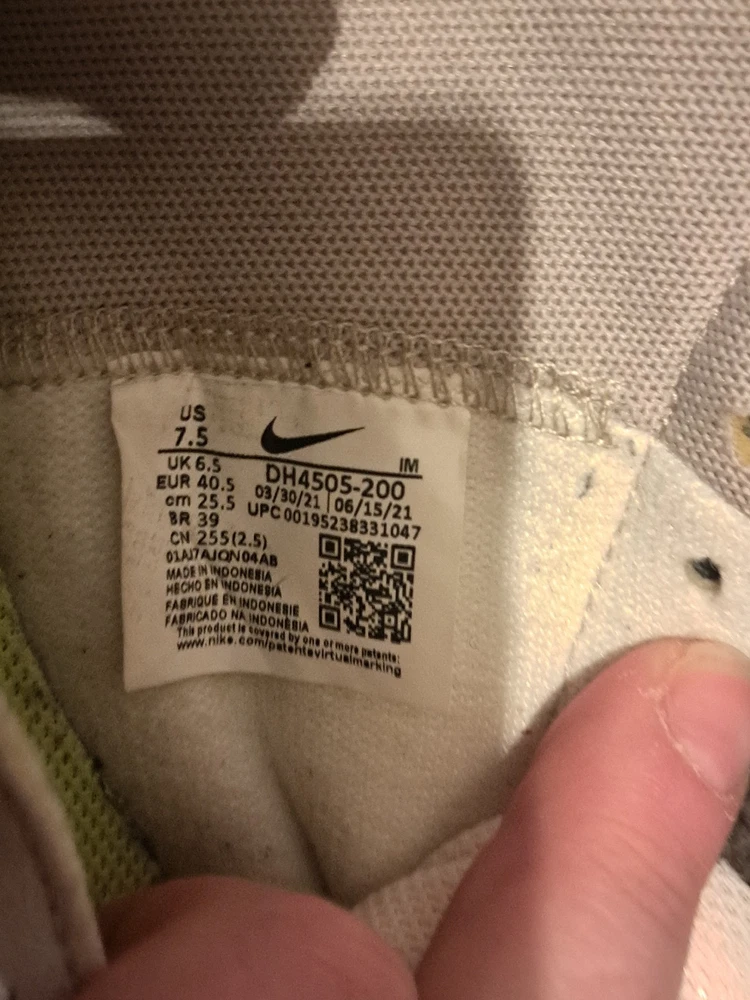 US
7.5
IM
UK 6.5
EUR 40.5
cm 25.5
BR 39
CN 255(2.5)
DH4505-200
03/30/21 | 06/15/21
UPC 00195238331047
01AJ7AJQN04AB
MADE IN INDONESIA
HECHO EN INDONESIA
FABRIQUE EN INDONESIE
FABRICADO NA INDONÉSIA
This product is covered by one or more patents:
www.nike.com/patentsvirtualmarking